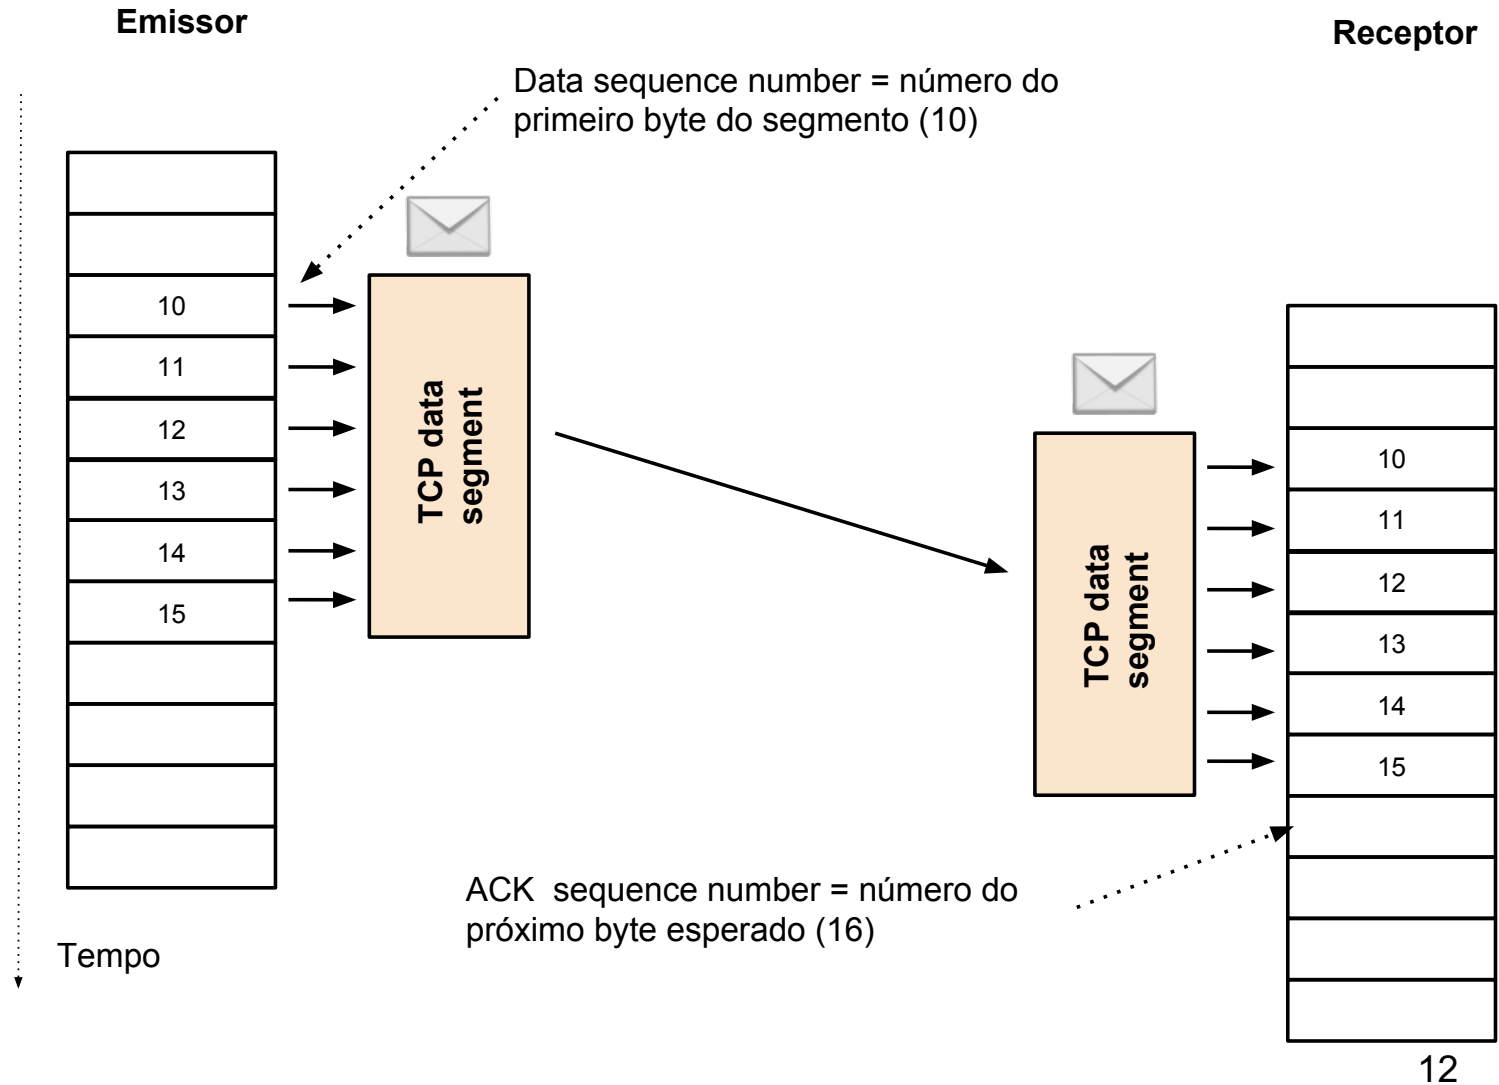 Emissor
Receptor
Data sequence number = número do
primeiro byte do segmento (10)
10
11
12
13
14
15
TCP data
segment
TCP data
segment
10
11
12
13
14
15
ACK  sequence number = número do
próximo byte esperado (16)
Tempo
12